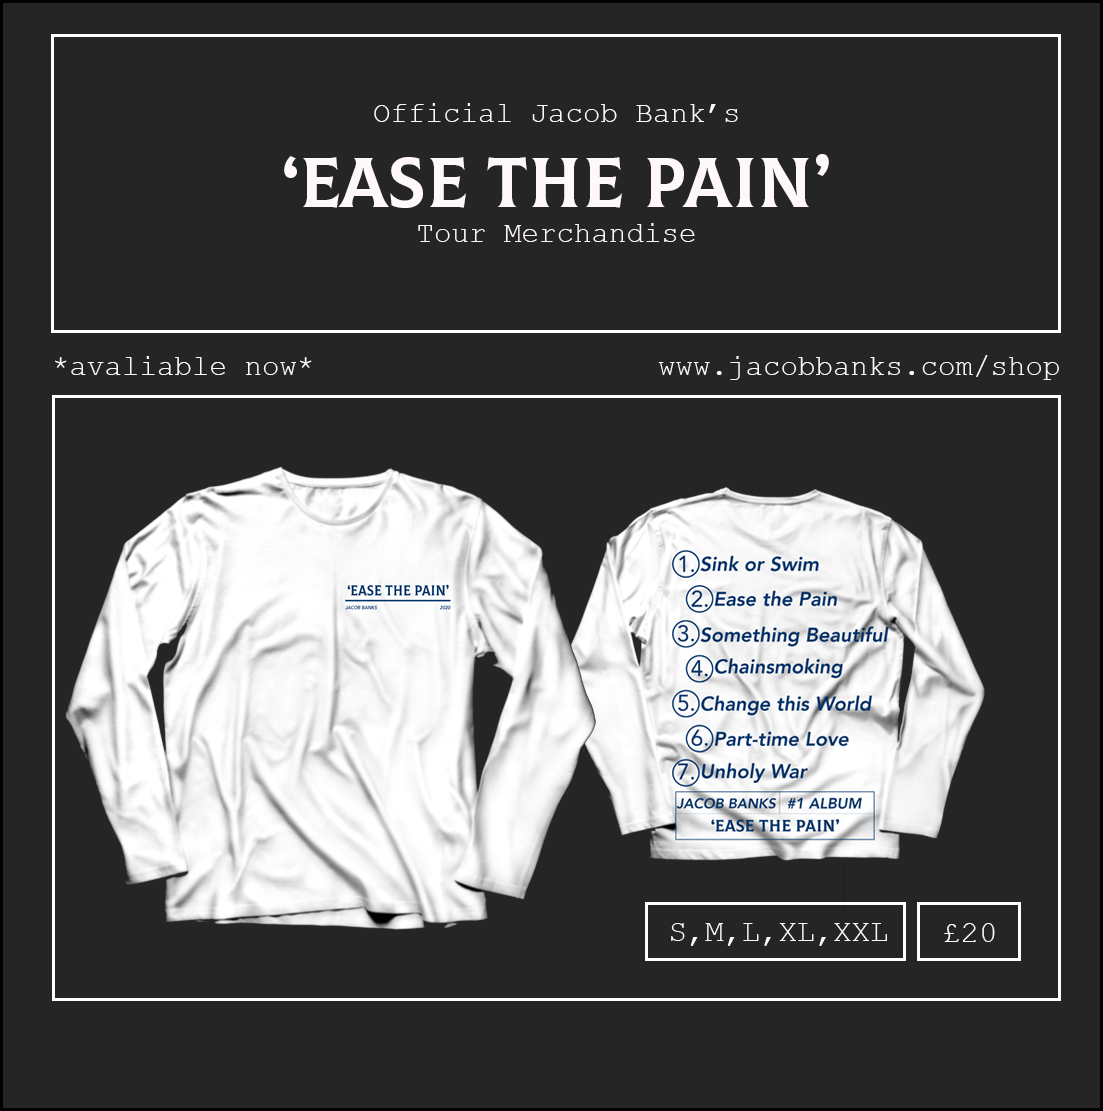 Official Jacob Bank’s
‘EASE THE PAIN’
Tour Merchandise
*avaliable now*
www.jacobbanks.com/shop
‘EASE THE PAIN’
JACOB BANKS 2020
1. Sink or Swim
2. Ease the Pain
3. Something Beautiful
4. Chainsmoking
5. Change this World
6. Part-time Love
7. Unholy War
JACOB BANKS #1 ALBUM
‘EASE THE PAIN’
S,M,L,XL,XXL
£20